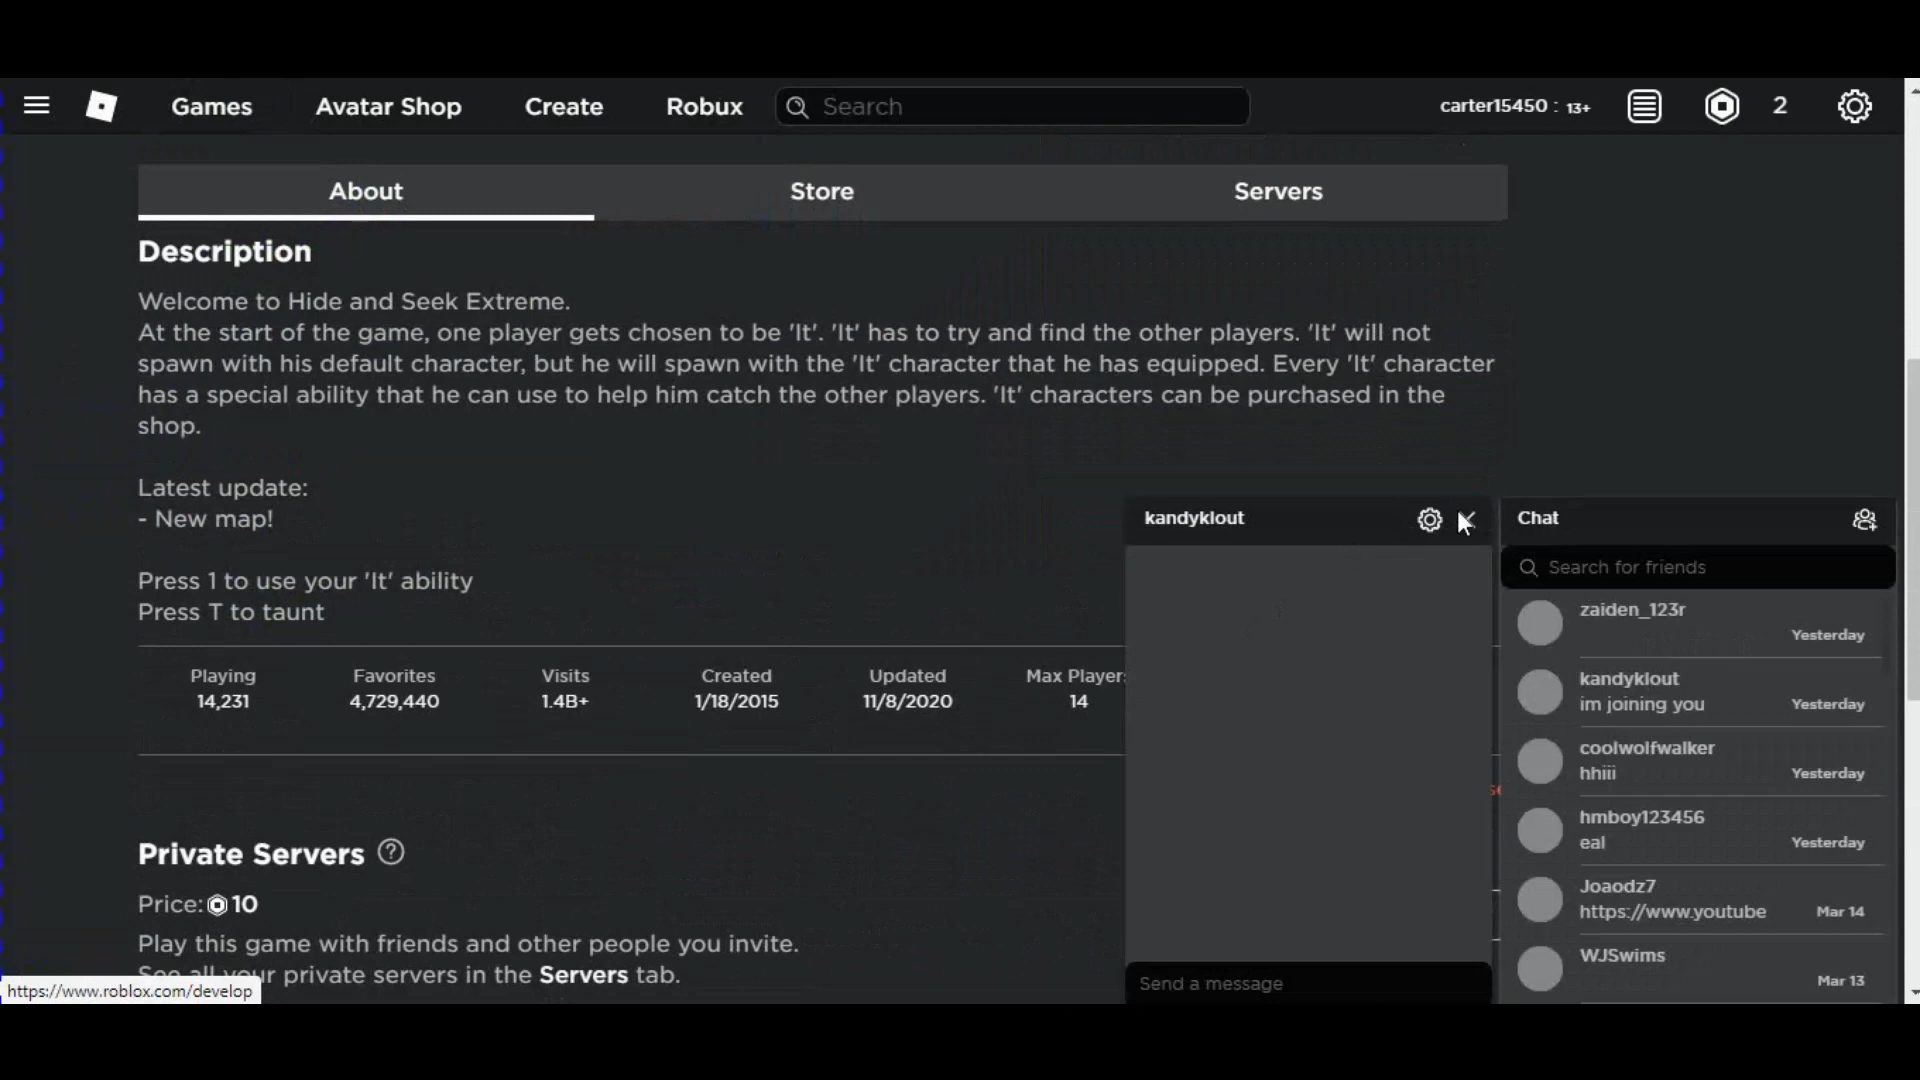 Games Avatar Shop Create Robux Search carter15450 : 13+ 2
About Store Servers
Description
Welcome to Hide and Seek Extreme.
At the start of the game, one player gets chosen to be 'It'. 'It' has to try and find the other players. 'It' will not
spawn with his default character, but he will spawn with the 'It' character that he has equipped. Every 'It' character
has a special ability that he can use to help him catch the other players. 'It' characters can be purchased in the
shop.
Latest update:
- New map!
Press 1 to use your 'It' ability
Press T to taunt
Playing Favorites Visits Created Updated Max Player
14,231 4,729,440 1.4B+ 1/18/2015 11/8/2020 14
Private Servers ?
Price: 10
Play this game with friends and other people you invite.
See all your private servers in the Servers tab.
https://www.roblox.com/develop
kandyklout
Send a message
Chat
Search for friends
zaiden_123r
Yesterday
kandyklout
im joining you Yesterday
coolwolfwalker
hhiii Yesterday
hmboy123456
eal Yesterday
Joaodz7
https://www.youtube Mar 14
WJSwims
Mar 13